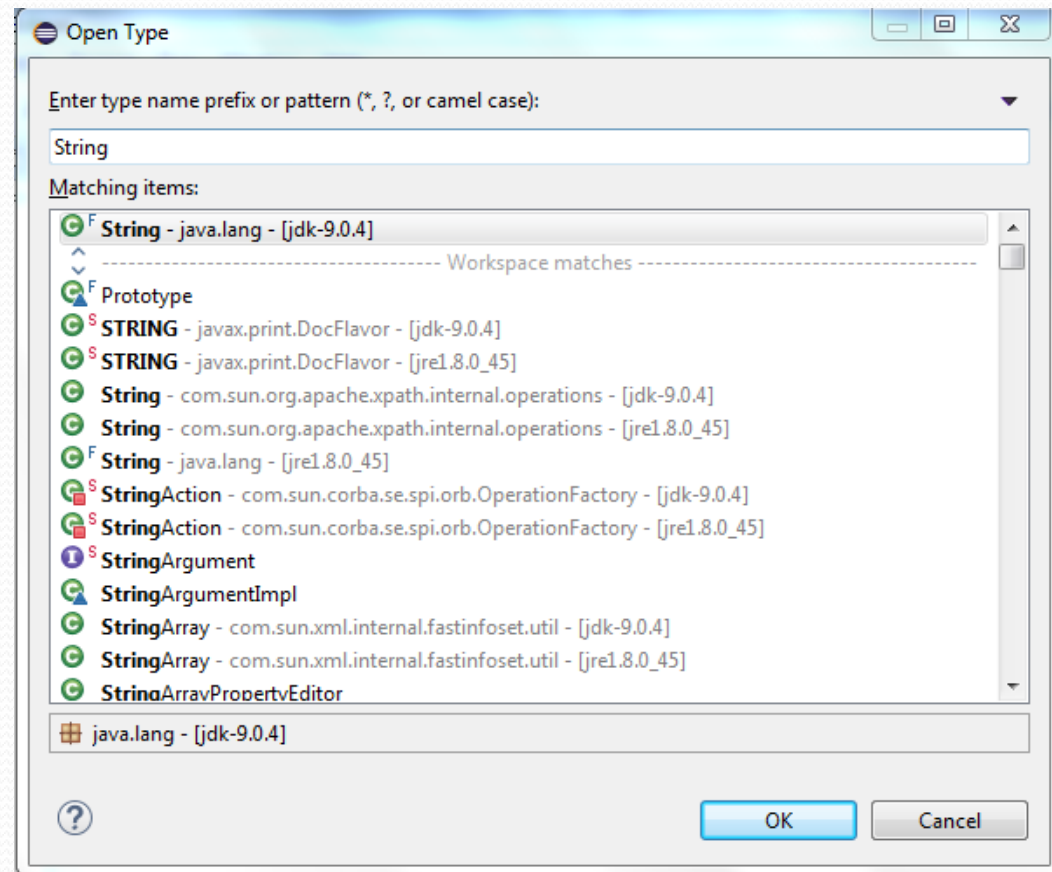 Open Type
Enter type name prefix or pattern (*, ?, or camel case):
String
Matching items:
String - java.lang - [jdk-9.0.4]
Workspace matches
Prototype
STRING - javax.print.DocFlavor - [jdk-9.0.4]
STRING - javax.print.DocFlavor - [jre1.8.0_45]
String - com.sun.org.apache.xpath.internal.operations - [jdk-9.0.4]
String - com.sun.org.apache.xpath.internal.operations - [jre1.8.0_45]
String - java.lang - [jre1.8.0_45]
StringAction - com.sun.corba.se.spi.orb.OperationFactory - [jdk-9.0.4]
StringAction - com.sun.corba.se.spi.orb.OperationFactory - [jre1.8.0_45]
StringArgument
StringArgumentImpl
StringArray - com.sun.xml.internal.fastinfoset.util - [jdk-9.0.4]
StringArray - com.sun.xml.internal.fastinfoset.util - [jre1.8.0_45]
StringArrayPropertyEditor
java.lang - [jdk-9.0.4]
OK Cancel